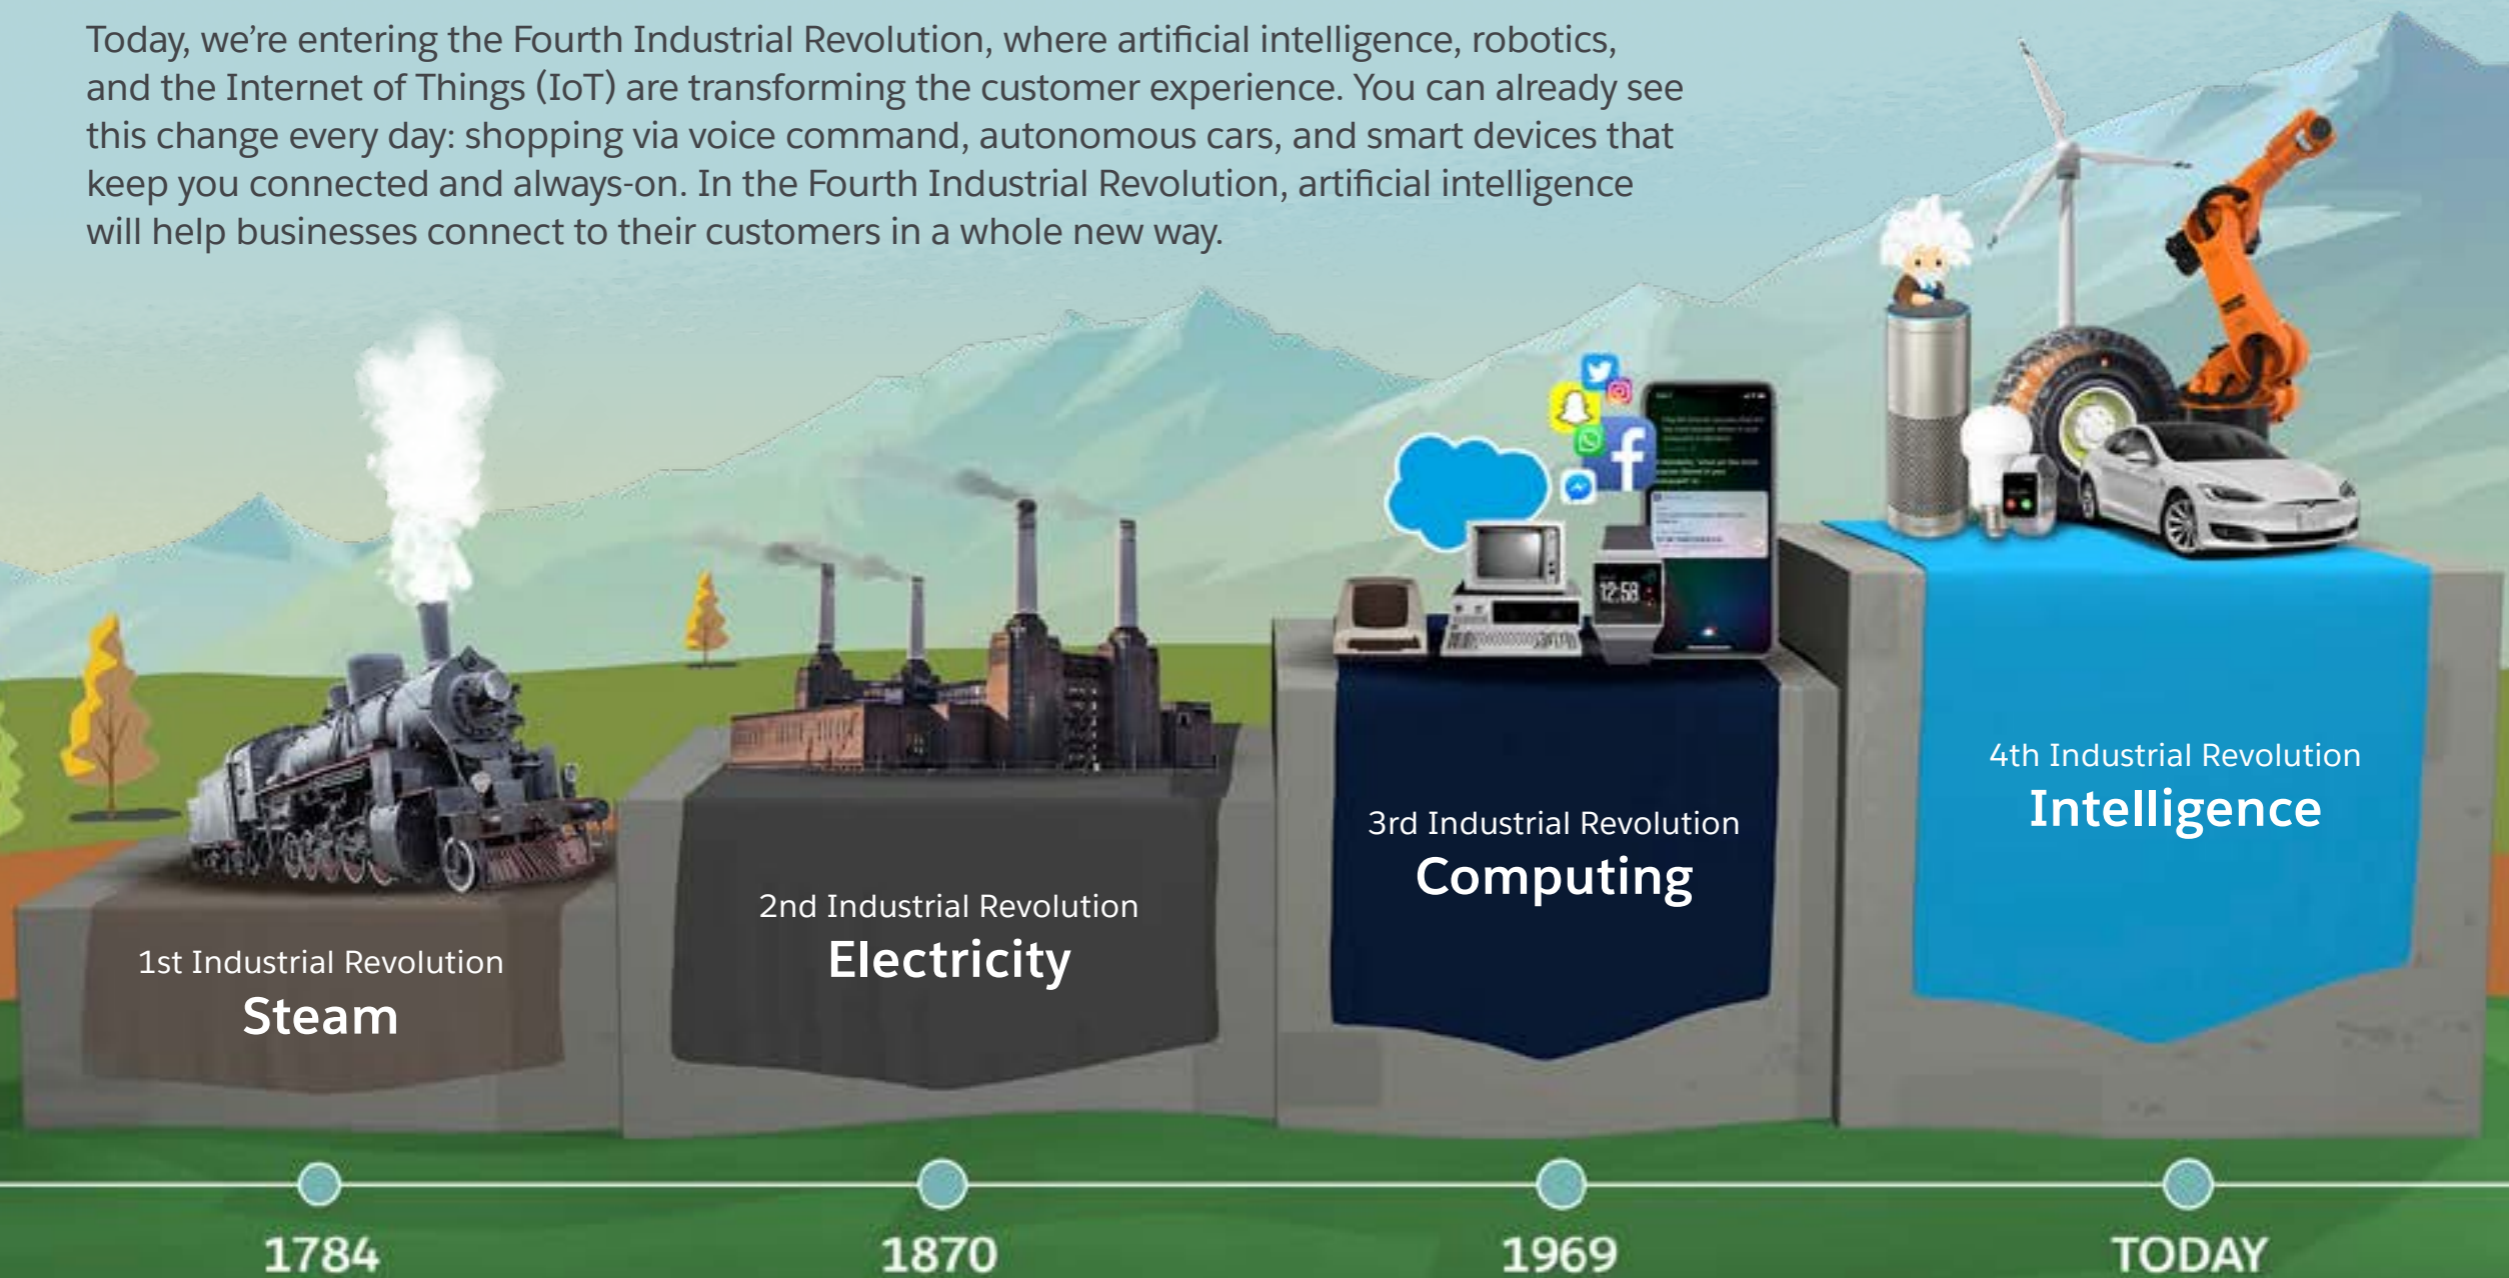 Today, we're entering the Fourth Industrial Revolution, where artificial intelligence, robotics,
and the Internet of Things (IoT) are transforming the customer experience. You can already see
this change every day: shopping via voice command, autonomous cars, and smart devices that
keep you connected and always-on. In the Fourth Industrial Revolution, artificial intelligence
will help businesses connect to their customers in a whole new way.
12:58
1st Industrial Revolution
Steam
2nd Industrial Revolution
Electricity
3rd Industrial Revolution
Computing
4th Industrial Revolution
Intelligence
1784
1870
1969
TODAY